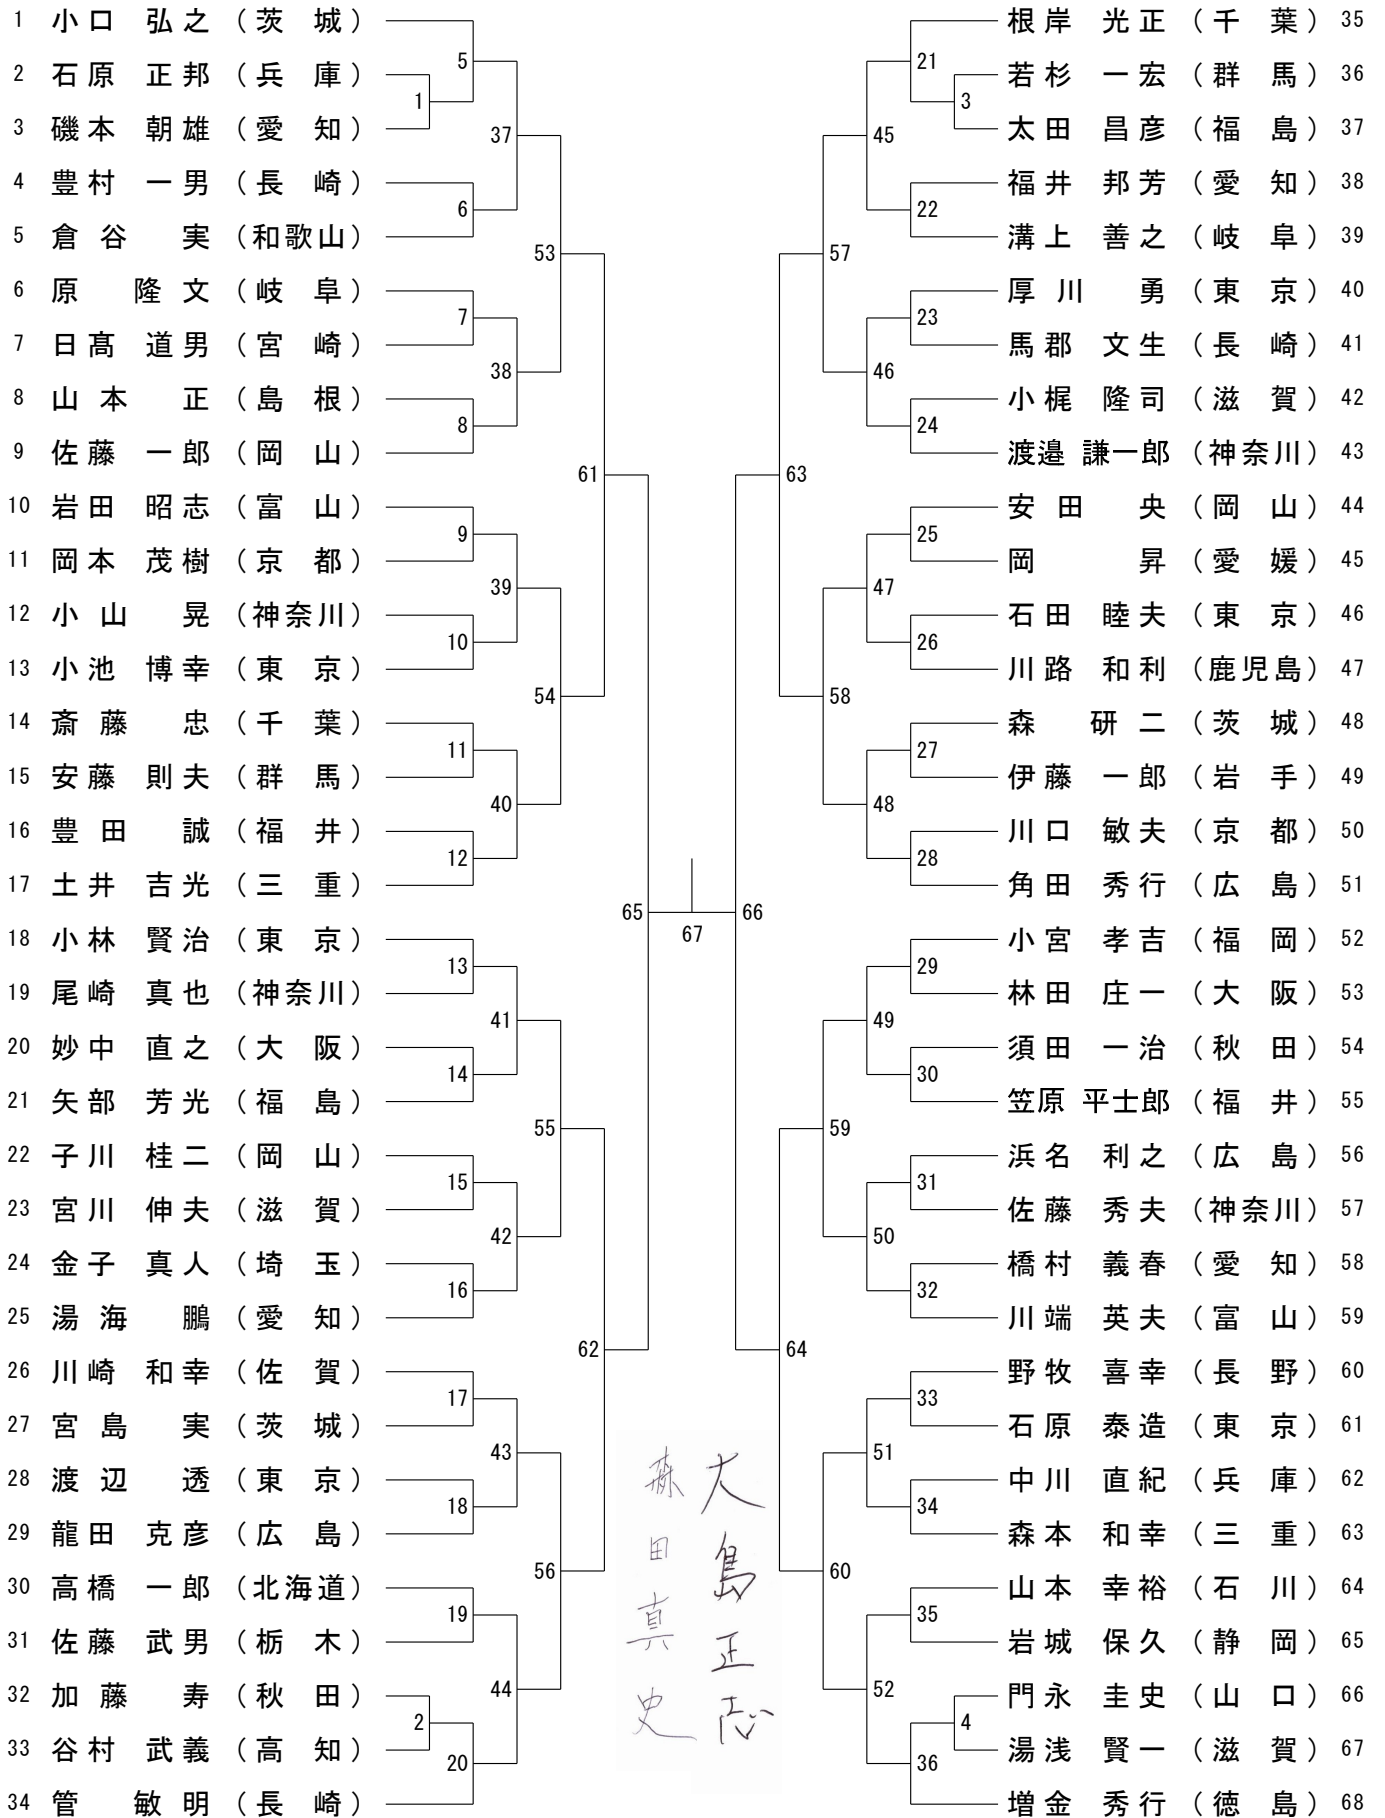 1 小口 弘之 (茨 城)
2 石原 正邦 (兵 庫)
3 磯本 朝雄 (愛 知)
4 豊村 一男 (長 崎)
5 倉谷 実 (和歌山)
6 原 隆文 (岐 阜)
7 日髙 道男 (宮 崎)
8 山本 正 (島 根)
9 佐藤 一郎 (岡 山)
10 岩田 昭志 (富 山)
11 岡本 茂樹 (京 都)
12 小山 晃 (神奈川)
13 小池 博幸 (東 京)
14 斎藤 忠 (千 葉)
15 安藤 則夫 (群 馬)
16 豊田 誠 (福 井)
17 土井 吉光 (三 重)
18 小林 賢治 (東 京)
19 尾崎 真也 (神奈川)
20 妙中 直之 (大 阪)
21 矢部 芳光 (福 島)
22 子川 桂二 (岡 山)
23 宮川 伸夫 (滋 賀)
24 金子 真人 (埼 玉)
25 湯海 鵬 (愛 知)
26 川崎 和幸 (佐 賀)
27 宮島 実 (茨 城)
28 渡辺 透 (東 京)
29 龍田 克彦 (広 島)
30 高橋 一郎 (北海道)
31 佐藤 武男 (栃 木)
32 加藤 寿 (秋 田)
33 谷村 武義 (高 知)
34 管 敏明 (長 崎)
1
2
5
6
7
8
9
10
11
12
13
14
15
16
17
18
19
20
37
38
39
40
41
42
43
44
53
54
55
56
61
62
65
67
66
63
64
57
58
59
60
45
46
47
48
49
50
51
52
21
22
23
24
25
26
27
28
29
30
31
32
33
34
35
36
3
4
根岸 光正 (千 葉) 35
若杉 一宏 (群 馬) 36
太田 昌彦 (福 島) 37
福井 邦芳 (愛 知) 38
溝上 善之 (岐 阜) 39
厚川 勇 (東 京) 40
馬郡 文生 (長 崎) 41
小梶 隆司 (滋 賀) 42
渡邉 謙一郎 (神奈川) 43
安田 央 (岡 山) 44
岡 昇 (愛 媛) 45
石田 睦夫 (東 京) 46
川路 和利 (鹿児島) 47
森 研二 (茨 城) 48
伊藤 一郎 (岩 手) 49
川口 敏夫 (京 都) 50
角田 秀行 (広 島) 51
小宮 孝吉 (福 岡) 52
林田 庄一 (大 阪) 53
須田 一治 (秋 田) 54
笠原 平士郎 (福 井) 55
浜名 利之 (広 島) 56
佐藤 秀夫 (神奈川) 57
橋村 義春 (愛 知) 58
川端 英夫 (富 山) 59
野牧 喜幸 (長 野) 60
石原 泰造 (東 京) 61
中川 直紀 (兵 庫) 62
森本 和幸 (三 重) 63
山本 幸裕 (石 川) 64
岩城 保久 (静 岡) 65
門永 圭史 (山 口) 66
湯浅 賢一 (滋 賀) 67
増金 秀行 (徳 島) 68
大島正志
田真史